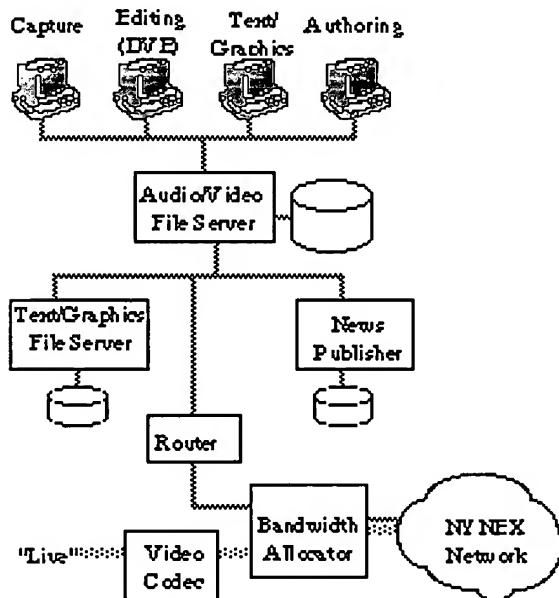 Capture
Editing
(DVE)
Text/
Graphics
Authoring
Audio/Video
File Server
Text/Graphics
File Server
News
Publisher
Router
Bandwidth
Allocator
NYNEX
Network
"Live"
Video
Codec